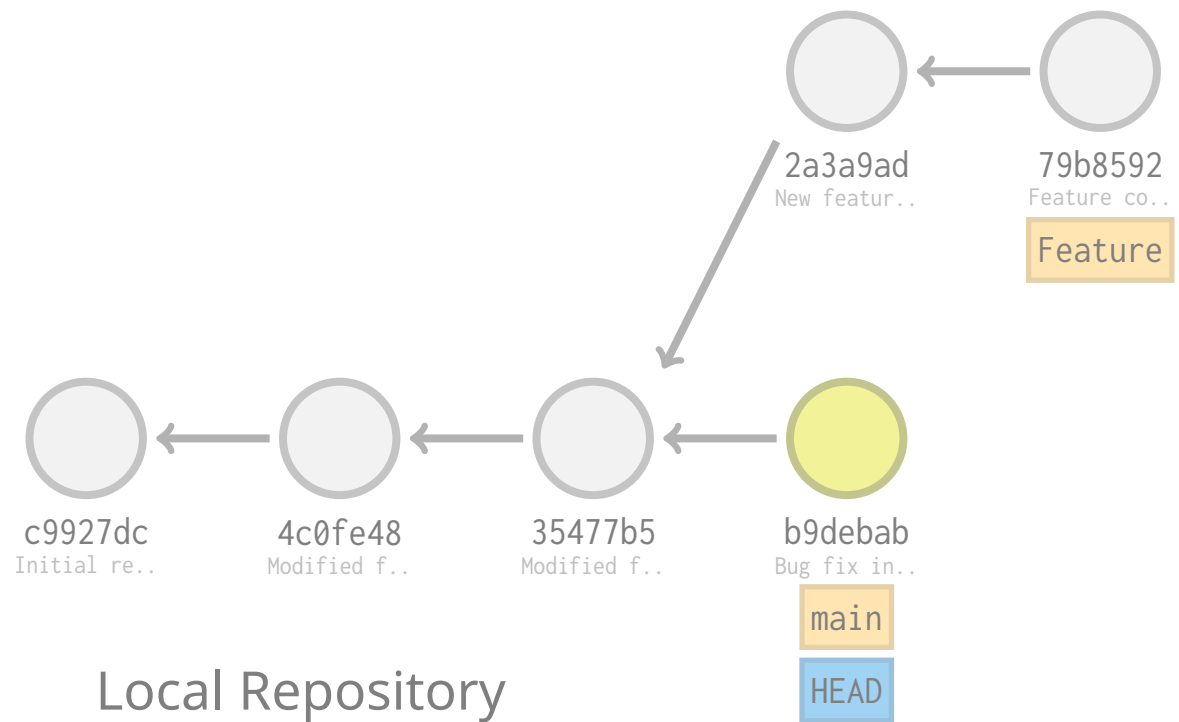 2a3a9ad
New featur..
79b8592
Feature co..
Feature
c9927dc
Initial re..
4c0fe48
Modified f..
35477b5
Modified f..
b9debab
Bug fix in..
main
HEAD
Local Repository